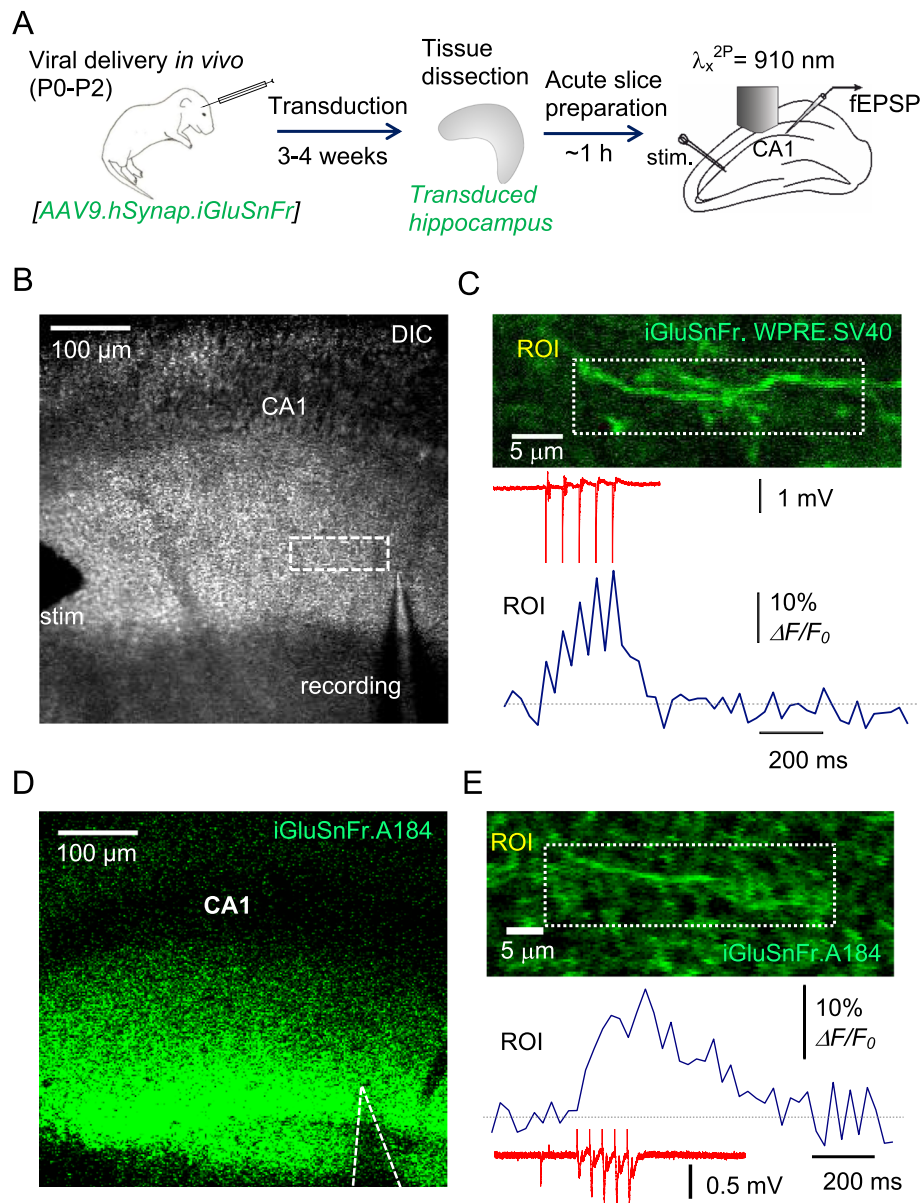 A
Viral delivery in vivo
(P0-P2)
[AAV9.hSynap.iGluSnFr]
Transduction
3-4 weeks
Tissue
dissection
Transduced
hippocampus
Acute slice
preparation
~1 h
λx2P= 910 nm
fEPSP
CA1
stim.
B
100 µm
DIC
CA1
stim
recording
C
iGluSnFr. WPRE.SV40
ROI
5 µm
1 mV
10%
ΔF/F0
ROI
200 ms
D
100 µm
iGluSnFr.A184
CA1
E
ROI
5 µm
iGluSnFr.A184
10%
ΔF/F0
ROI
0.5 mV
200 ms